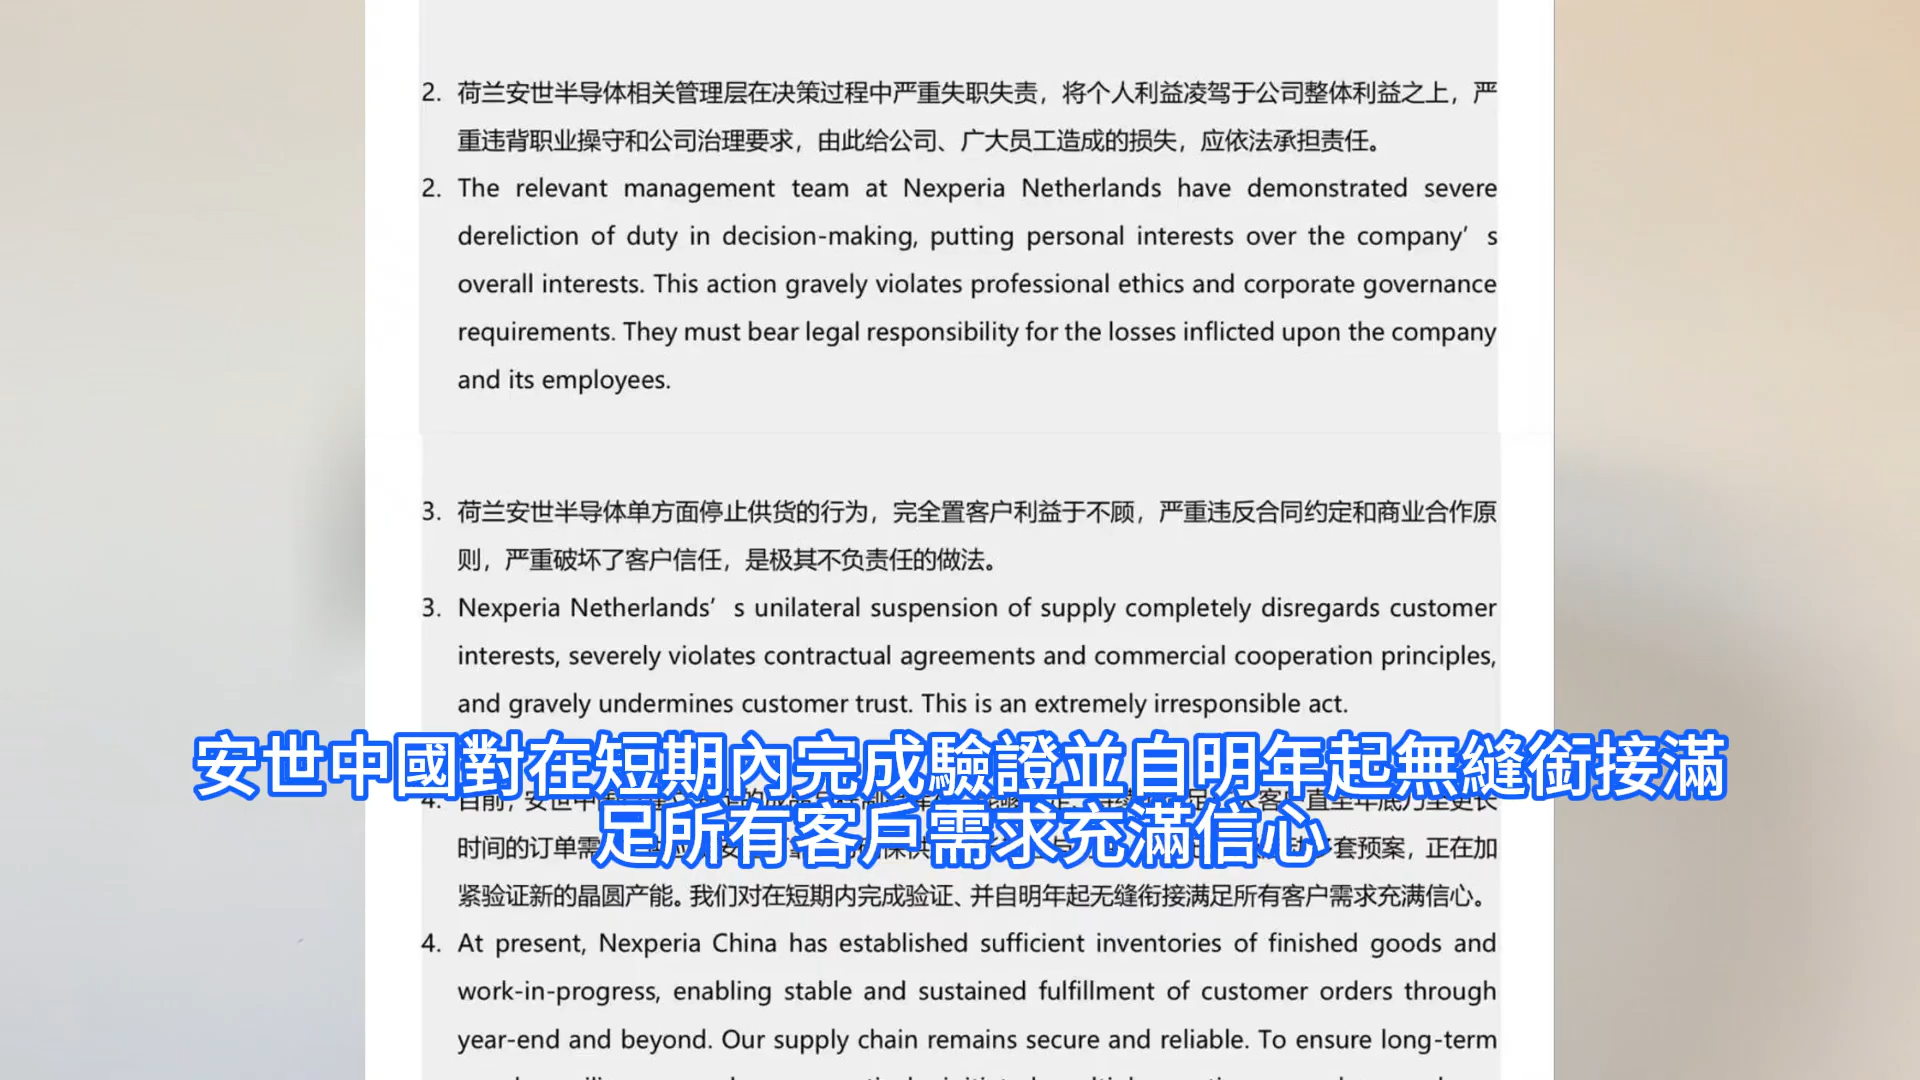 2. 荷兰安世半导体相关管理层在决策过程中严重失职失责，将个人利益凌驾于公司整体利益之上，严
重违背职业操守和公司治理要求，由此给公司、广大员工造成的损失，应依法承担责任。
2. The relevant management team at Nexperia Netherlands have demonstrated severe
dereliction of duty in decision-making, putting personal interests over the company’s
overall interests. This action gravely violates professional ethics and corporate governance
requirements. They must bear legal responsibility for the losses inflicted upon the company
and its employees.
3. 荷兰安世半导体单方面停止供货的行为，完全置客户利益于不顾，严重违反合同约定和商业合作原
则，严重破坏了客户信任，是极其不负责任的做法。
3. Nexperia Netherlands’s unilateral suspension of supply completely disregards customer
interests, severely violates contractual agreements and commercial cooperation principles,
and gravely undermines customer trust. This is an extremely irresponsible act.
安世中國對在短期內完成驗證並自明年起無縫銜接滿
足所有客戶需求充滿信心
4. 目前，安世中
时间的订单需 套预案，正在加
紧验证新的晶圆产能。我们对在短期内完成验证、并自明年起无缝衔接满足所有客户需求充满信心。
4. At present, Nexperia China has established sufficient inventories of finished goods and
work-in-progress, enabling stable and sustained fulfillment of customer orders through
year-end and beyond. Our supply chain remains secure and reliable. To ensure long-term